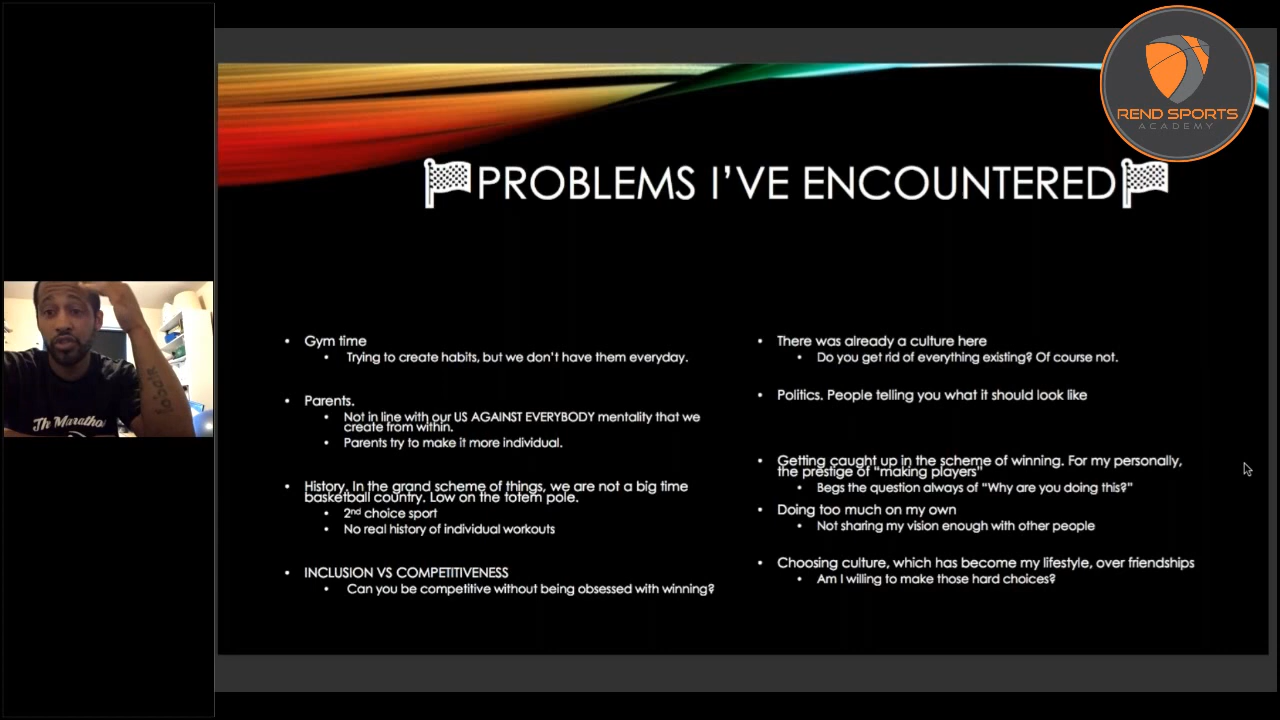 REND SPORTS
ACADEMY
PROBLEMS I'VE ENCOUNTERED
• Gym time
• Trying to create habits, but we don't have them everyday.
• Parents.
• Not in line with our US AGAINST EVERYBODY mentality that we
create from within.
• Parents try to make it more individual.
• History. In the grand scheme of things, we are not a big time
basketball country. Low on the totem pole.
• 2nd choice sport
• No real history of individual workouts
• INCLUSION VS COMPETITIVENESS
• Can you be competitive without being obsessed with winning?
• There was already a culture here
• Do you get rid of everything existing? Of course not.
• Politics. People telling you what it should look like
• Getting caught up in the scheme of winning. For my personally,
the prestige of "making players"
• Begs the question always of "Why are you doing this?"
• Doing too much on my own
• Not sharing my vision enough with other people
• Choosing culture, which has become my lifestyle, over friendships
• Am I willing to make those hard choices?
Th Maratho